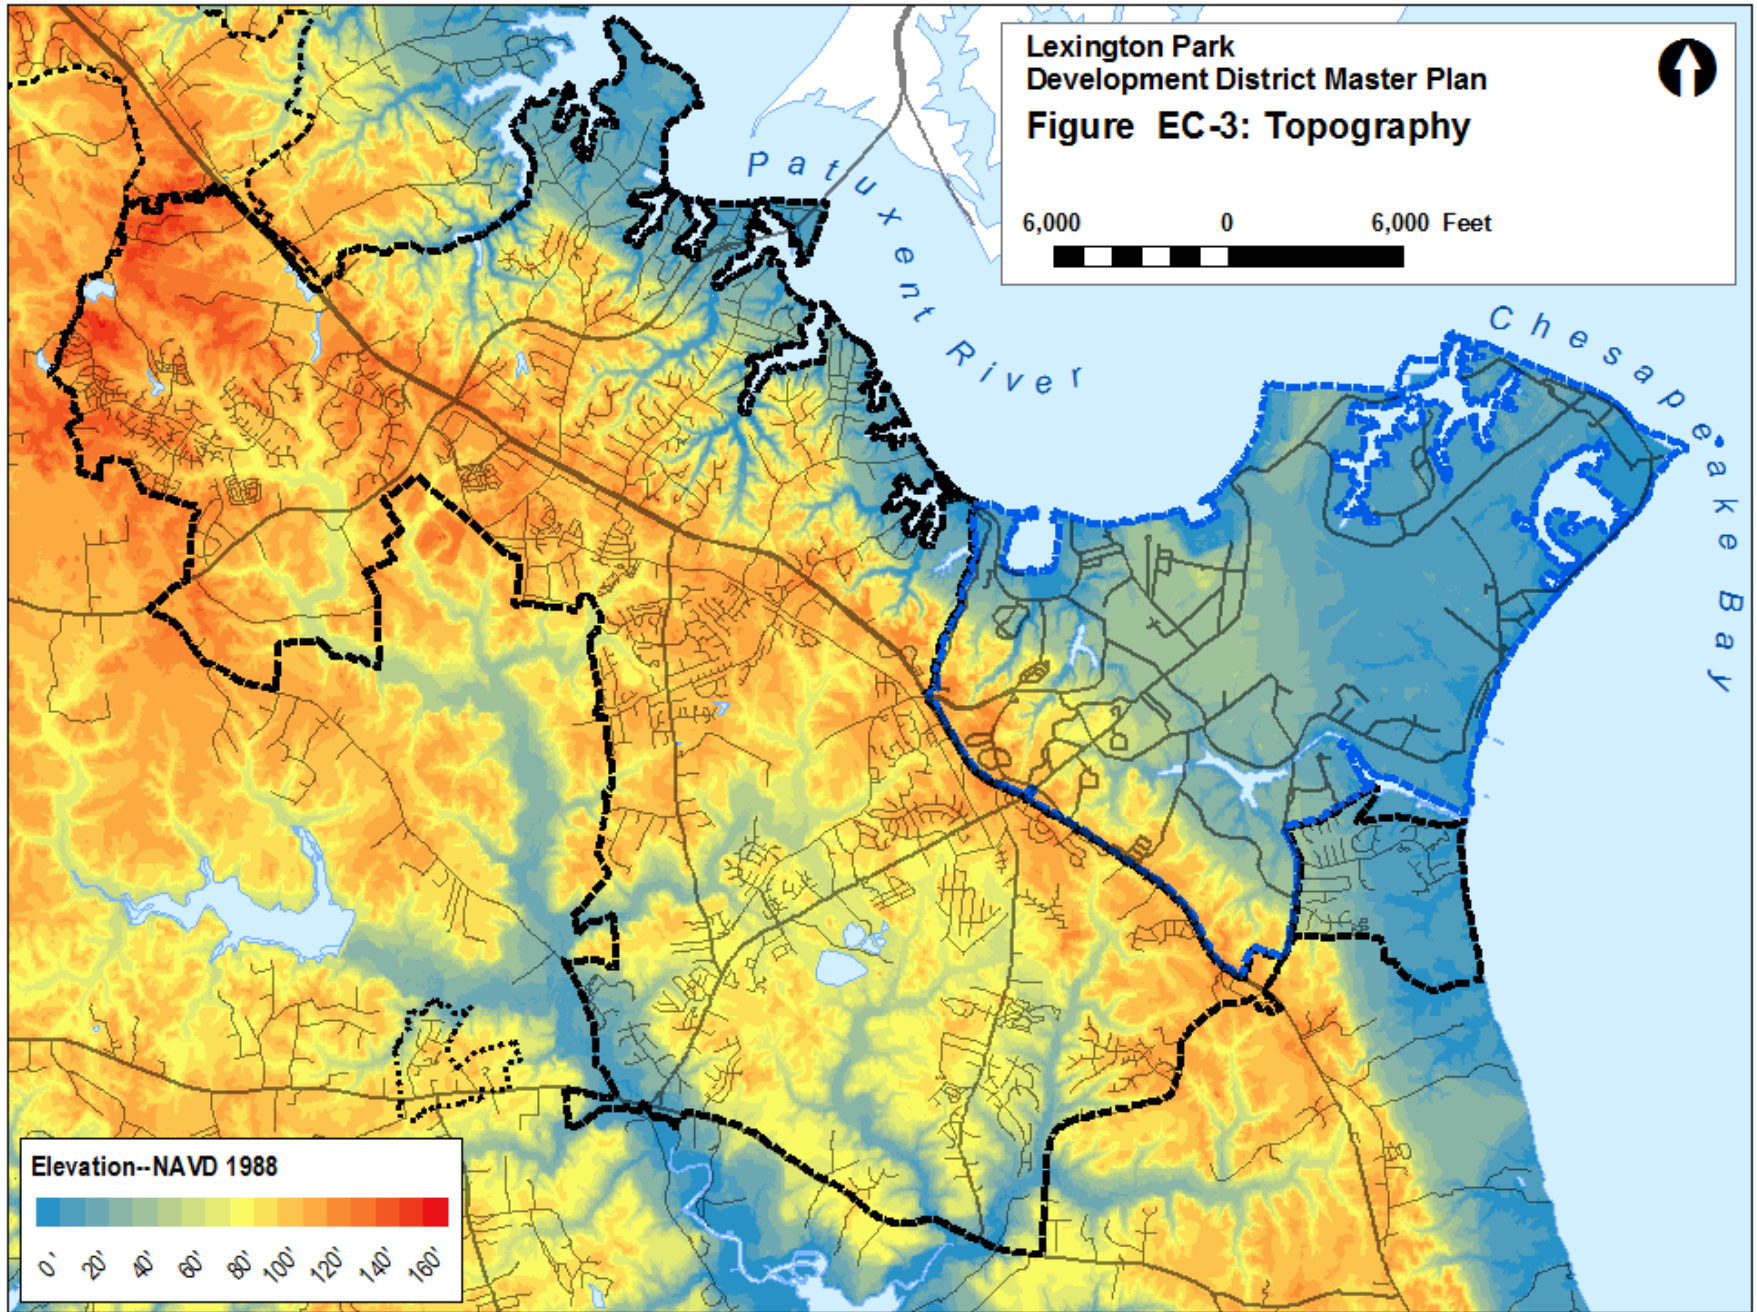 Lexington Park
Development District Master Plan
Figure EC-3: Topography
6,000 0 6,000 Feet
Patuxent River
Chesapeake Bay
Elevation--NAVD 1988
0' 20' 40' 60' 80' 100' 120' 140' 160'